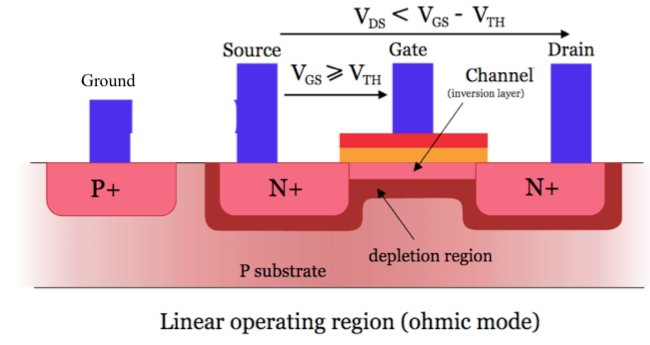 V_DS < V_GS - V_TH
Source
Gate
Drain
V_GS ⩾ V_TH
Channel
(inversion layer)
Ground
P+
N+
N+
depletion region
P substrate
Linear operating region (ohmic mode)